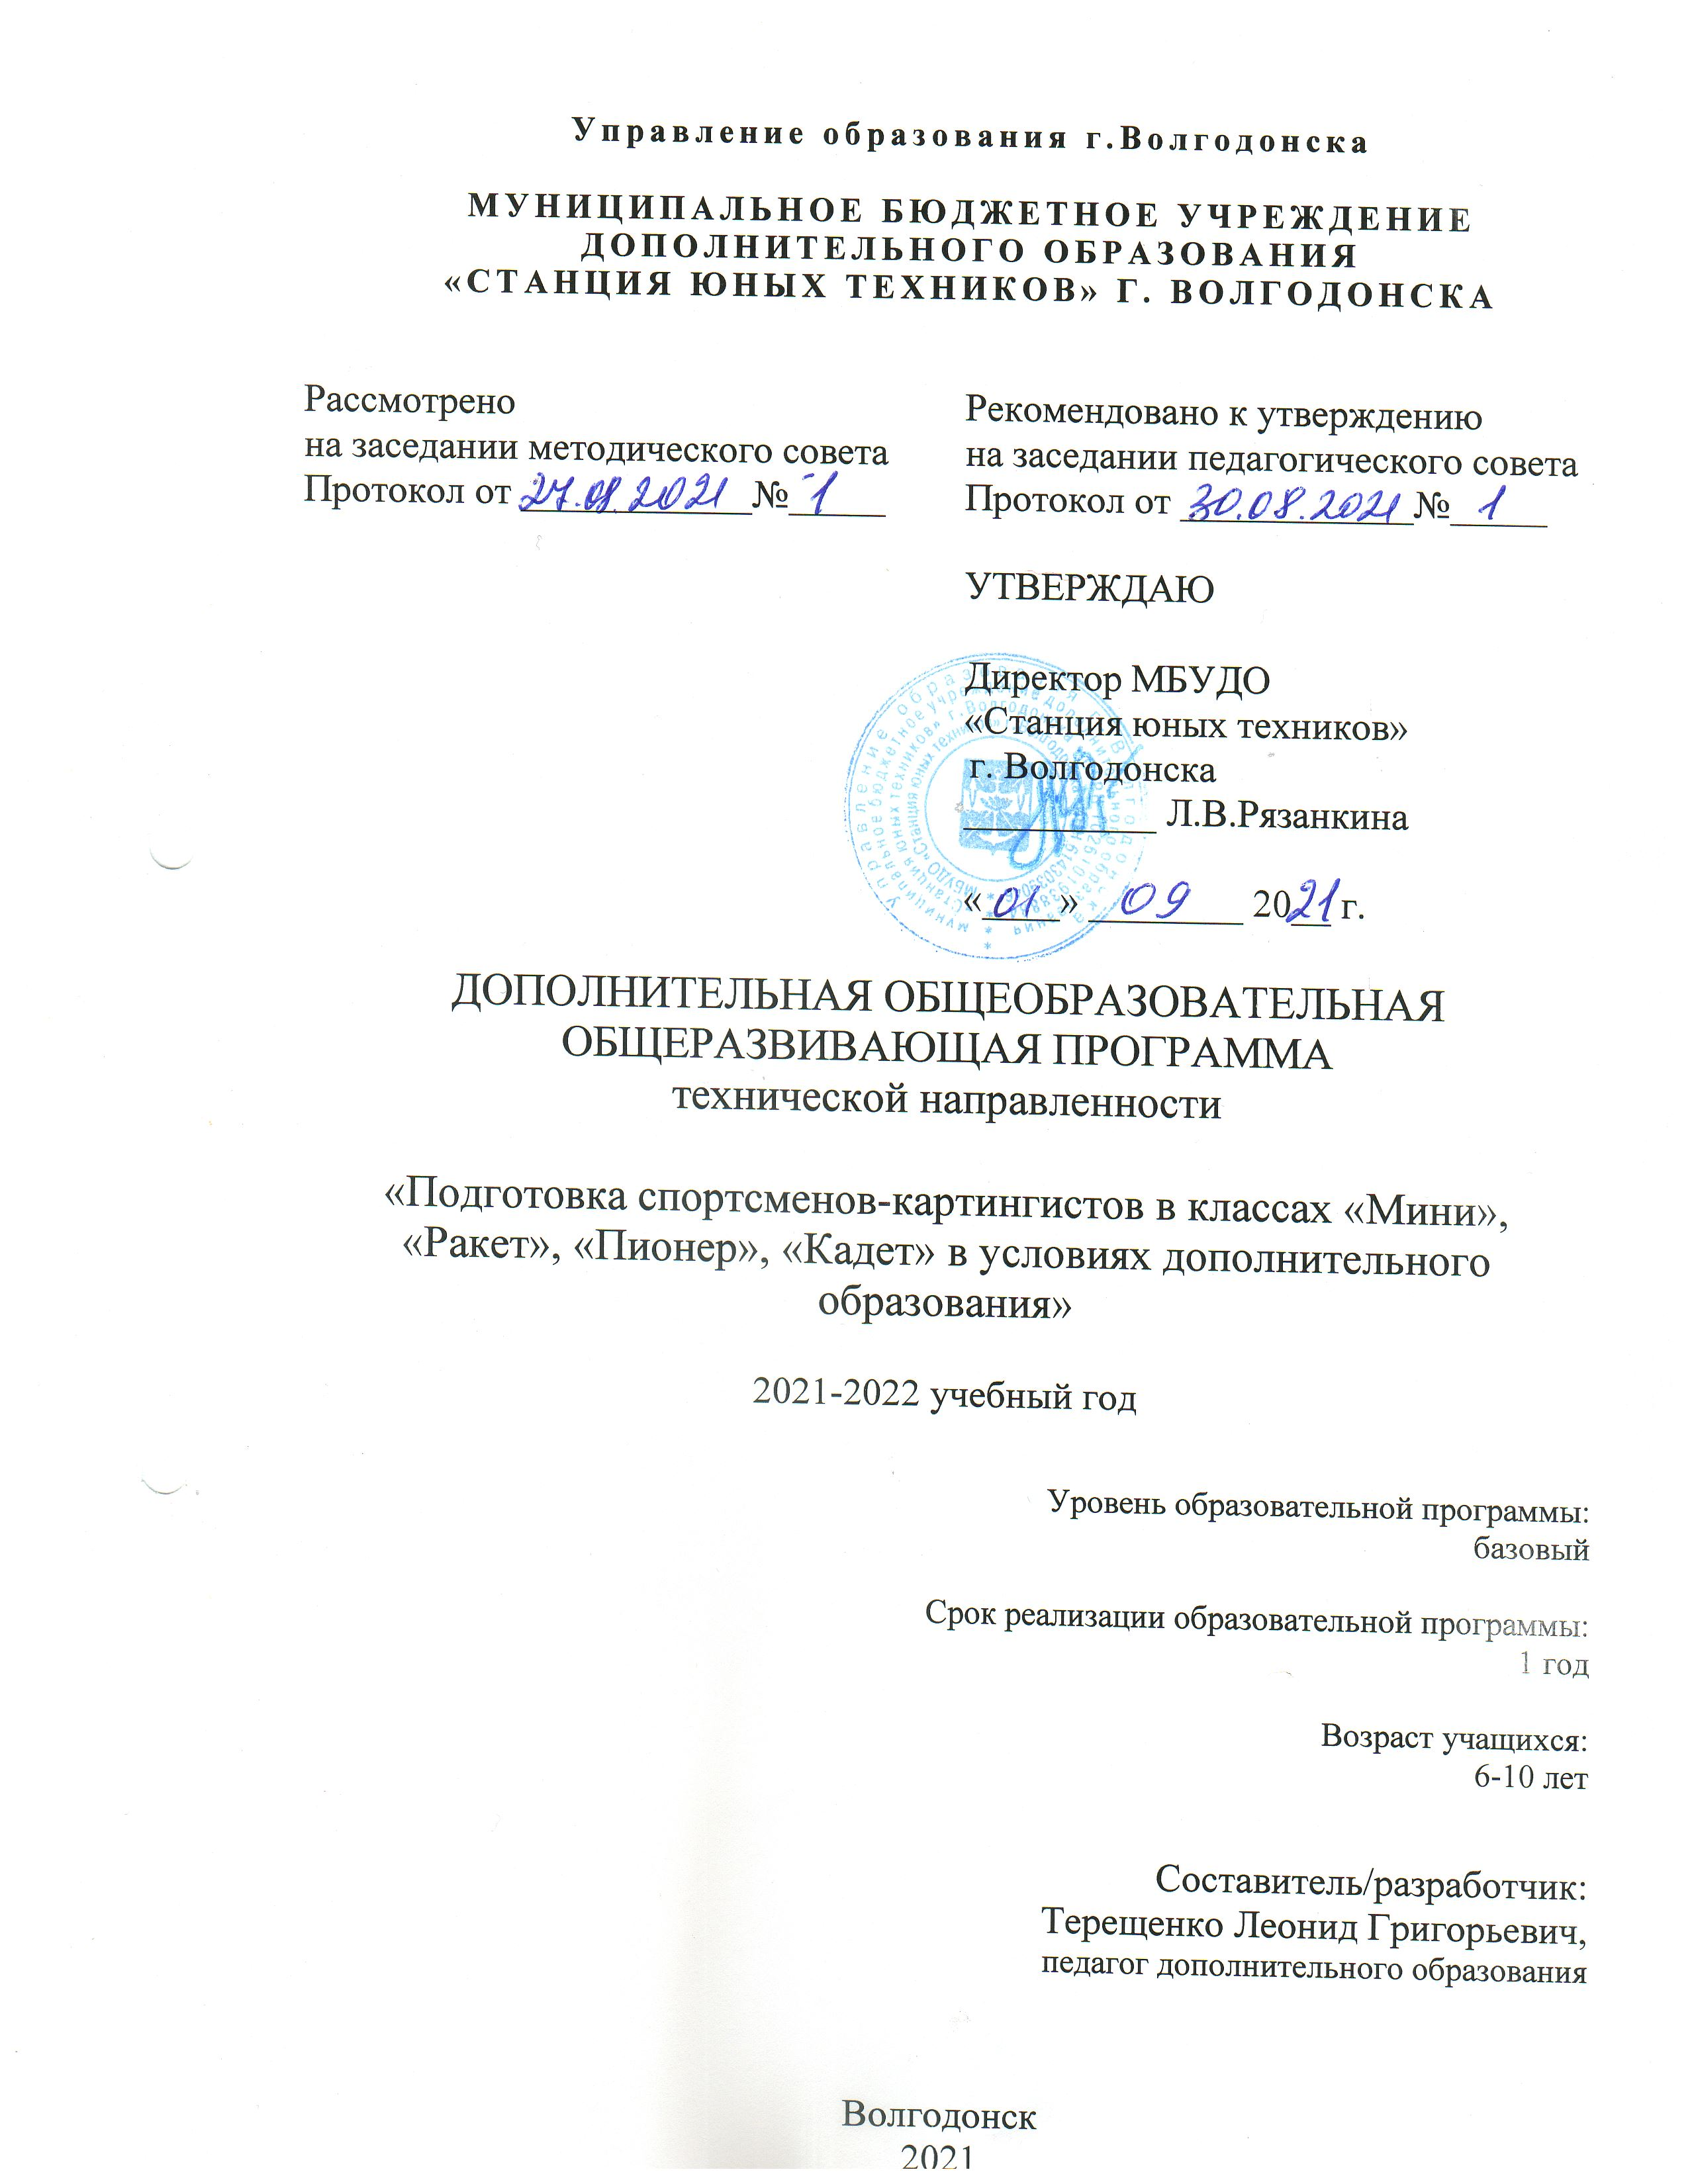 Управление образования г.Волгодонска
МУНИЦИПАЛЬНОЕ БЮДЖЕТНОЕ УЧРЕЖДЕНИЕ
ДОПОЛНИТЕЛЬНОГО ОБРАЗОВАНИЯ
«СТАНЦИЯ ЮНЫХ ТЕХНИКОВ» Г. ВОЛГОДОНСКА
Рассмотрено
на заседании методического совета
Протокол от 27.08.2021 № 1
Рекомендовано к утверждению
на заседании педагогического совета
Протокол от 30.08.2021 № 1
УТВЕРЖДАЮ
Директор МБУДО
«Станция юных техников»
г. Волгодонска
Л.В.Рязанкина
«01» 09 2021 г.
ДОПОЛНИТЕЛЬНАЯ ОБЩЕОБРАЗОВАТЕЛЬНАЯ
ОБЩЕРАЗВИВАЮЩАЯ ПРОГРАММА
технической направленности
«Подготовка спортсменов-картингистов в классах «Мини»,
«Ракет», «Пионер», «Кадет» в условиях дополнительного
образования»
2021-2022 учебный год
Уровень образовательной программы:
базовый
Срок реализации образовательной программы:
1 год
Возраст учащихся:
6-10 лет
Составитель/разработчик:
Терещенко Леонид Григорьевич,
педагог дополнительного образования
Волгодонск
2021